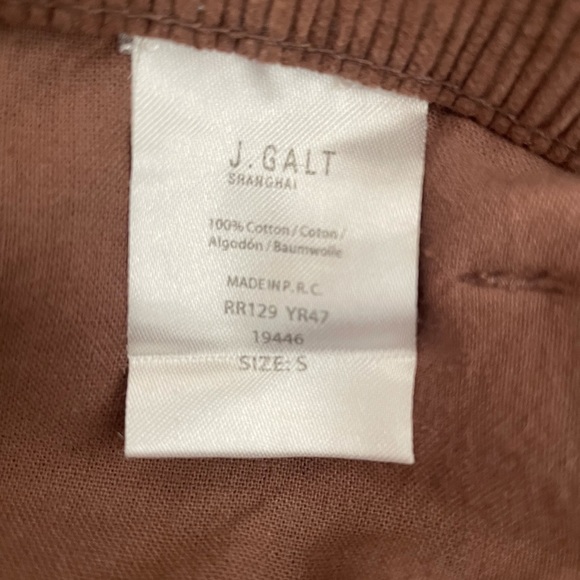 J.GALT
SHANGHAI
100% Cotton / Coton /
Algodón / Baumwolle
MADE IN P.R.C.
RR129 YR47
19446
SIZE: S